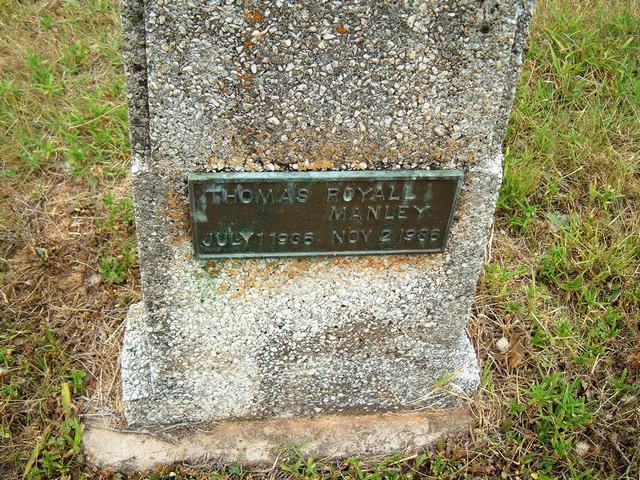 THOMAS ROYALL
MANLEY
JULY 1 1936 NOV 2 1936